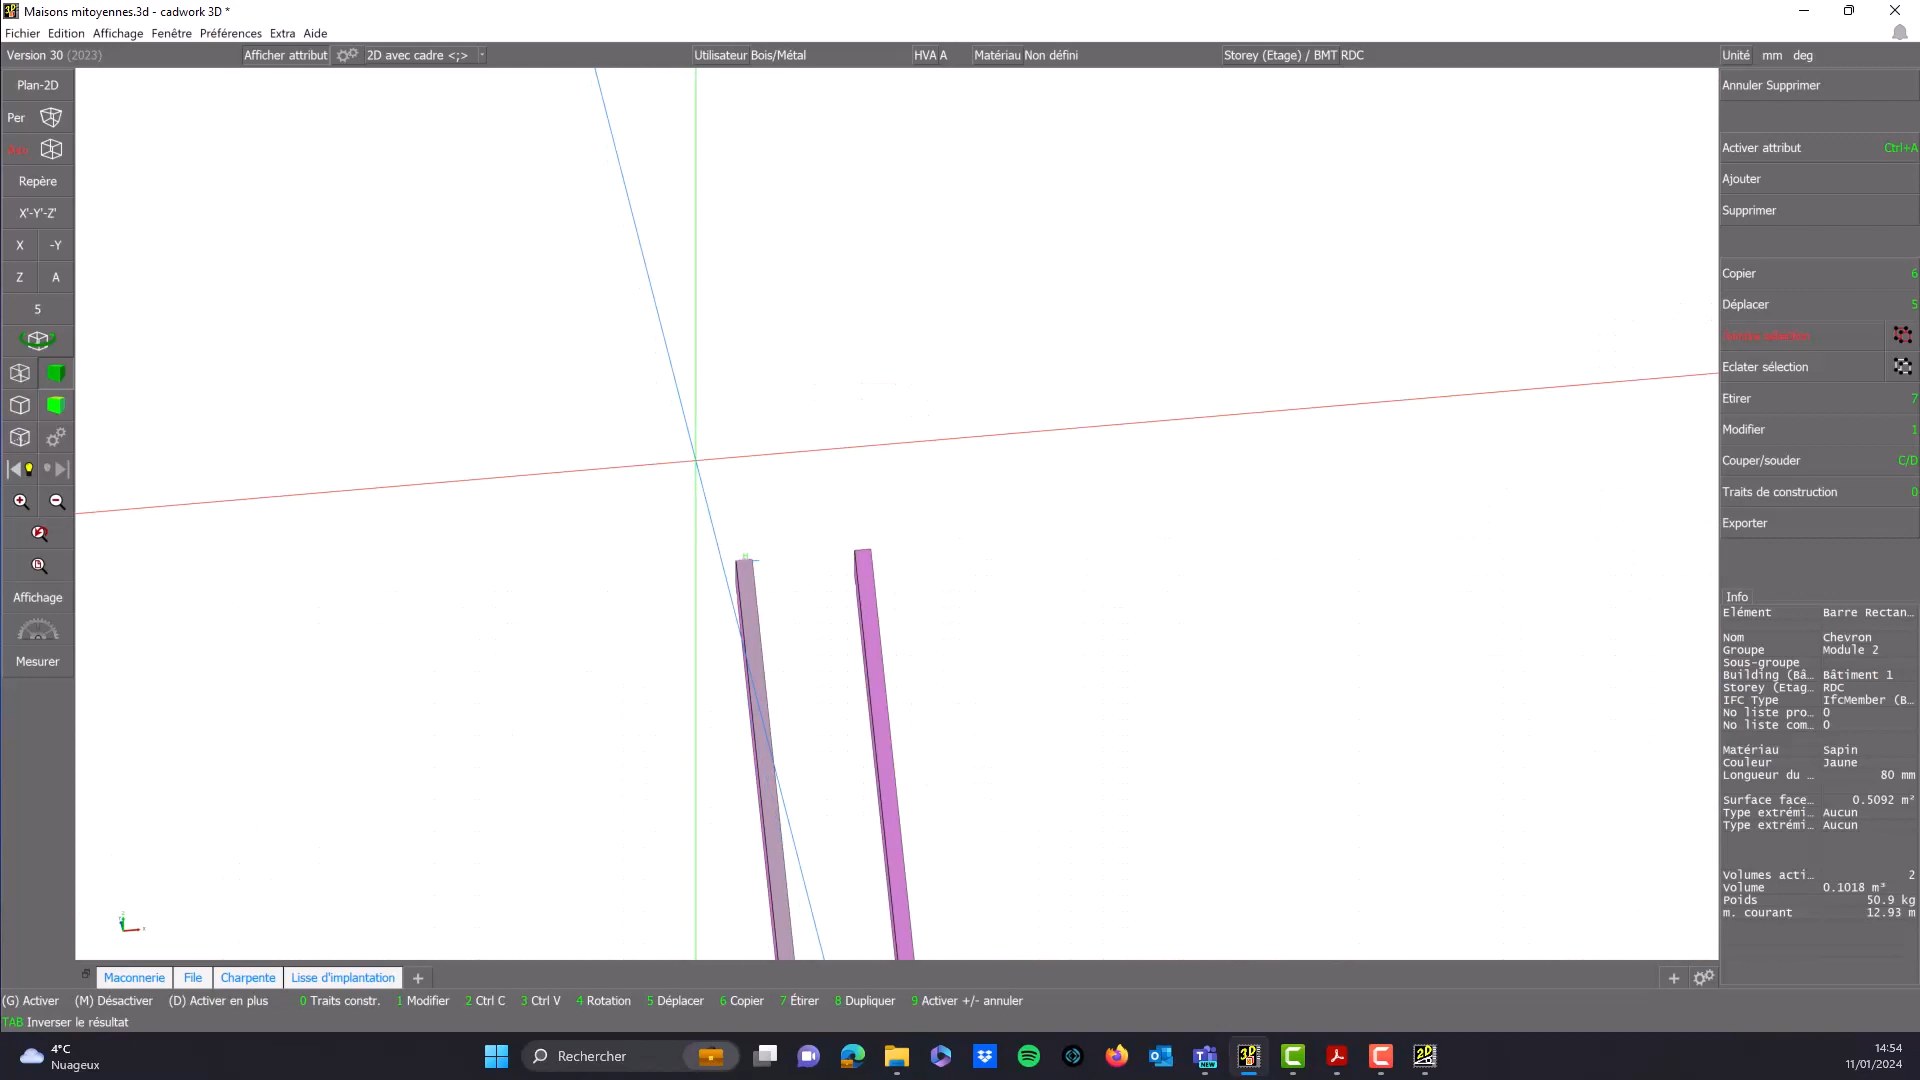 Maisons mitoyennes.3d - cadwork 3D *
Fichier Edition Affichage Fenêtre Préférences Extra Aide
Version 30 (2023) Afficher attribut 2D avec cadre <;> Utilisateur Bois/Métal HVA A Matériau Non défini Storey (Etage) / BMT RDC Unité mm deg
Plan-2D
Per
Axo
Repère
X'-Y'-Z'
X -Y
Z A
5
Affichage
Mesurer
Annuler Supprimer
Activer attribut Ctrl+A
Ajouter
Supprimer
Copier 6
Déplacer 5
Eclater sélection
Etirer 7
Modifier 1
Couper/souder C/D
Traits de construction 0
Exporter
Info
Elément Barre Rectan...
Nom Chevron
Groupe Module 2
Sous-groupe
Building (Bâ... Bâtiment 1
Storey (Etag... RDC
IFC Type IfcMember (B...
No liste pro... 0
No liste com... 0
Matériau Sapin
Couleur Jaune
Longueur du ... 80 mm
Surface face... 0.5092 m²
Type extrémi... Aucun
Type extrémi... Aucun
Volumes acti... 2
Volume 0.1018 m³
Poids 50.9 kg
m. courant 12.93 m
Maconnerie File Charpente Lisse d'implantation +
(G) Activer (M) Désactiver (D) Activer en plus 0 Traits constr. 1 Modifier 2 Ctrl C 3 Ctrl V 4 Rotation 5 Déplacer 6 Copier 7 Étirer 8 Dupliquer 9 Activer +/- annuler
TAB Inverser le résultat
4°C
Nuageux
Rechercher
14:54
11/01/2024